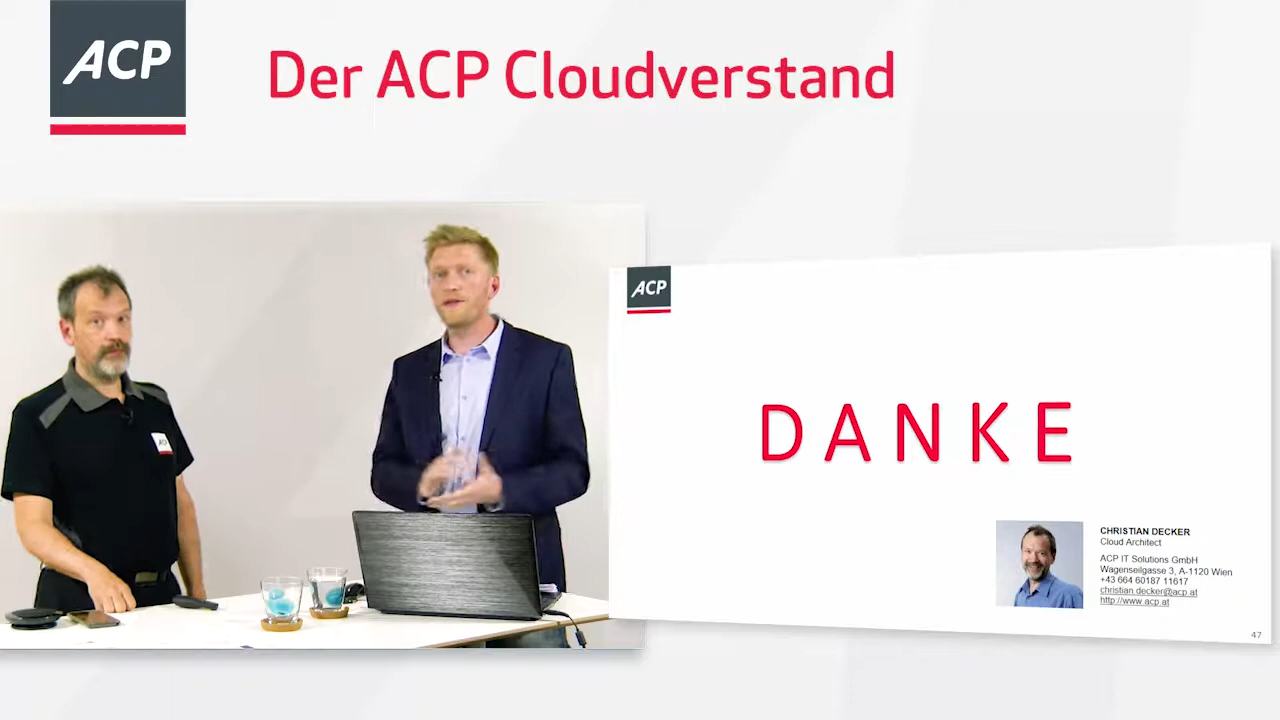 ACP
Der ACP Cloudverstand
ACP
ACP
DANKE
CHRISTIAN DECKER
Cloud Architect
ACP IT Solutions GmbH
Wagenseilgasse 3, A-1120 Wien
+43 664 60187 11617
christian.decker@acp.at
http://www.acp.at
47